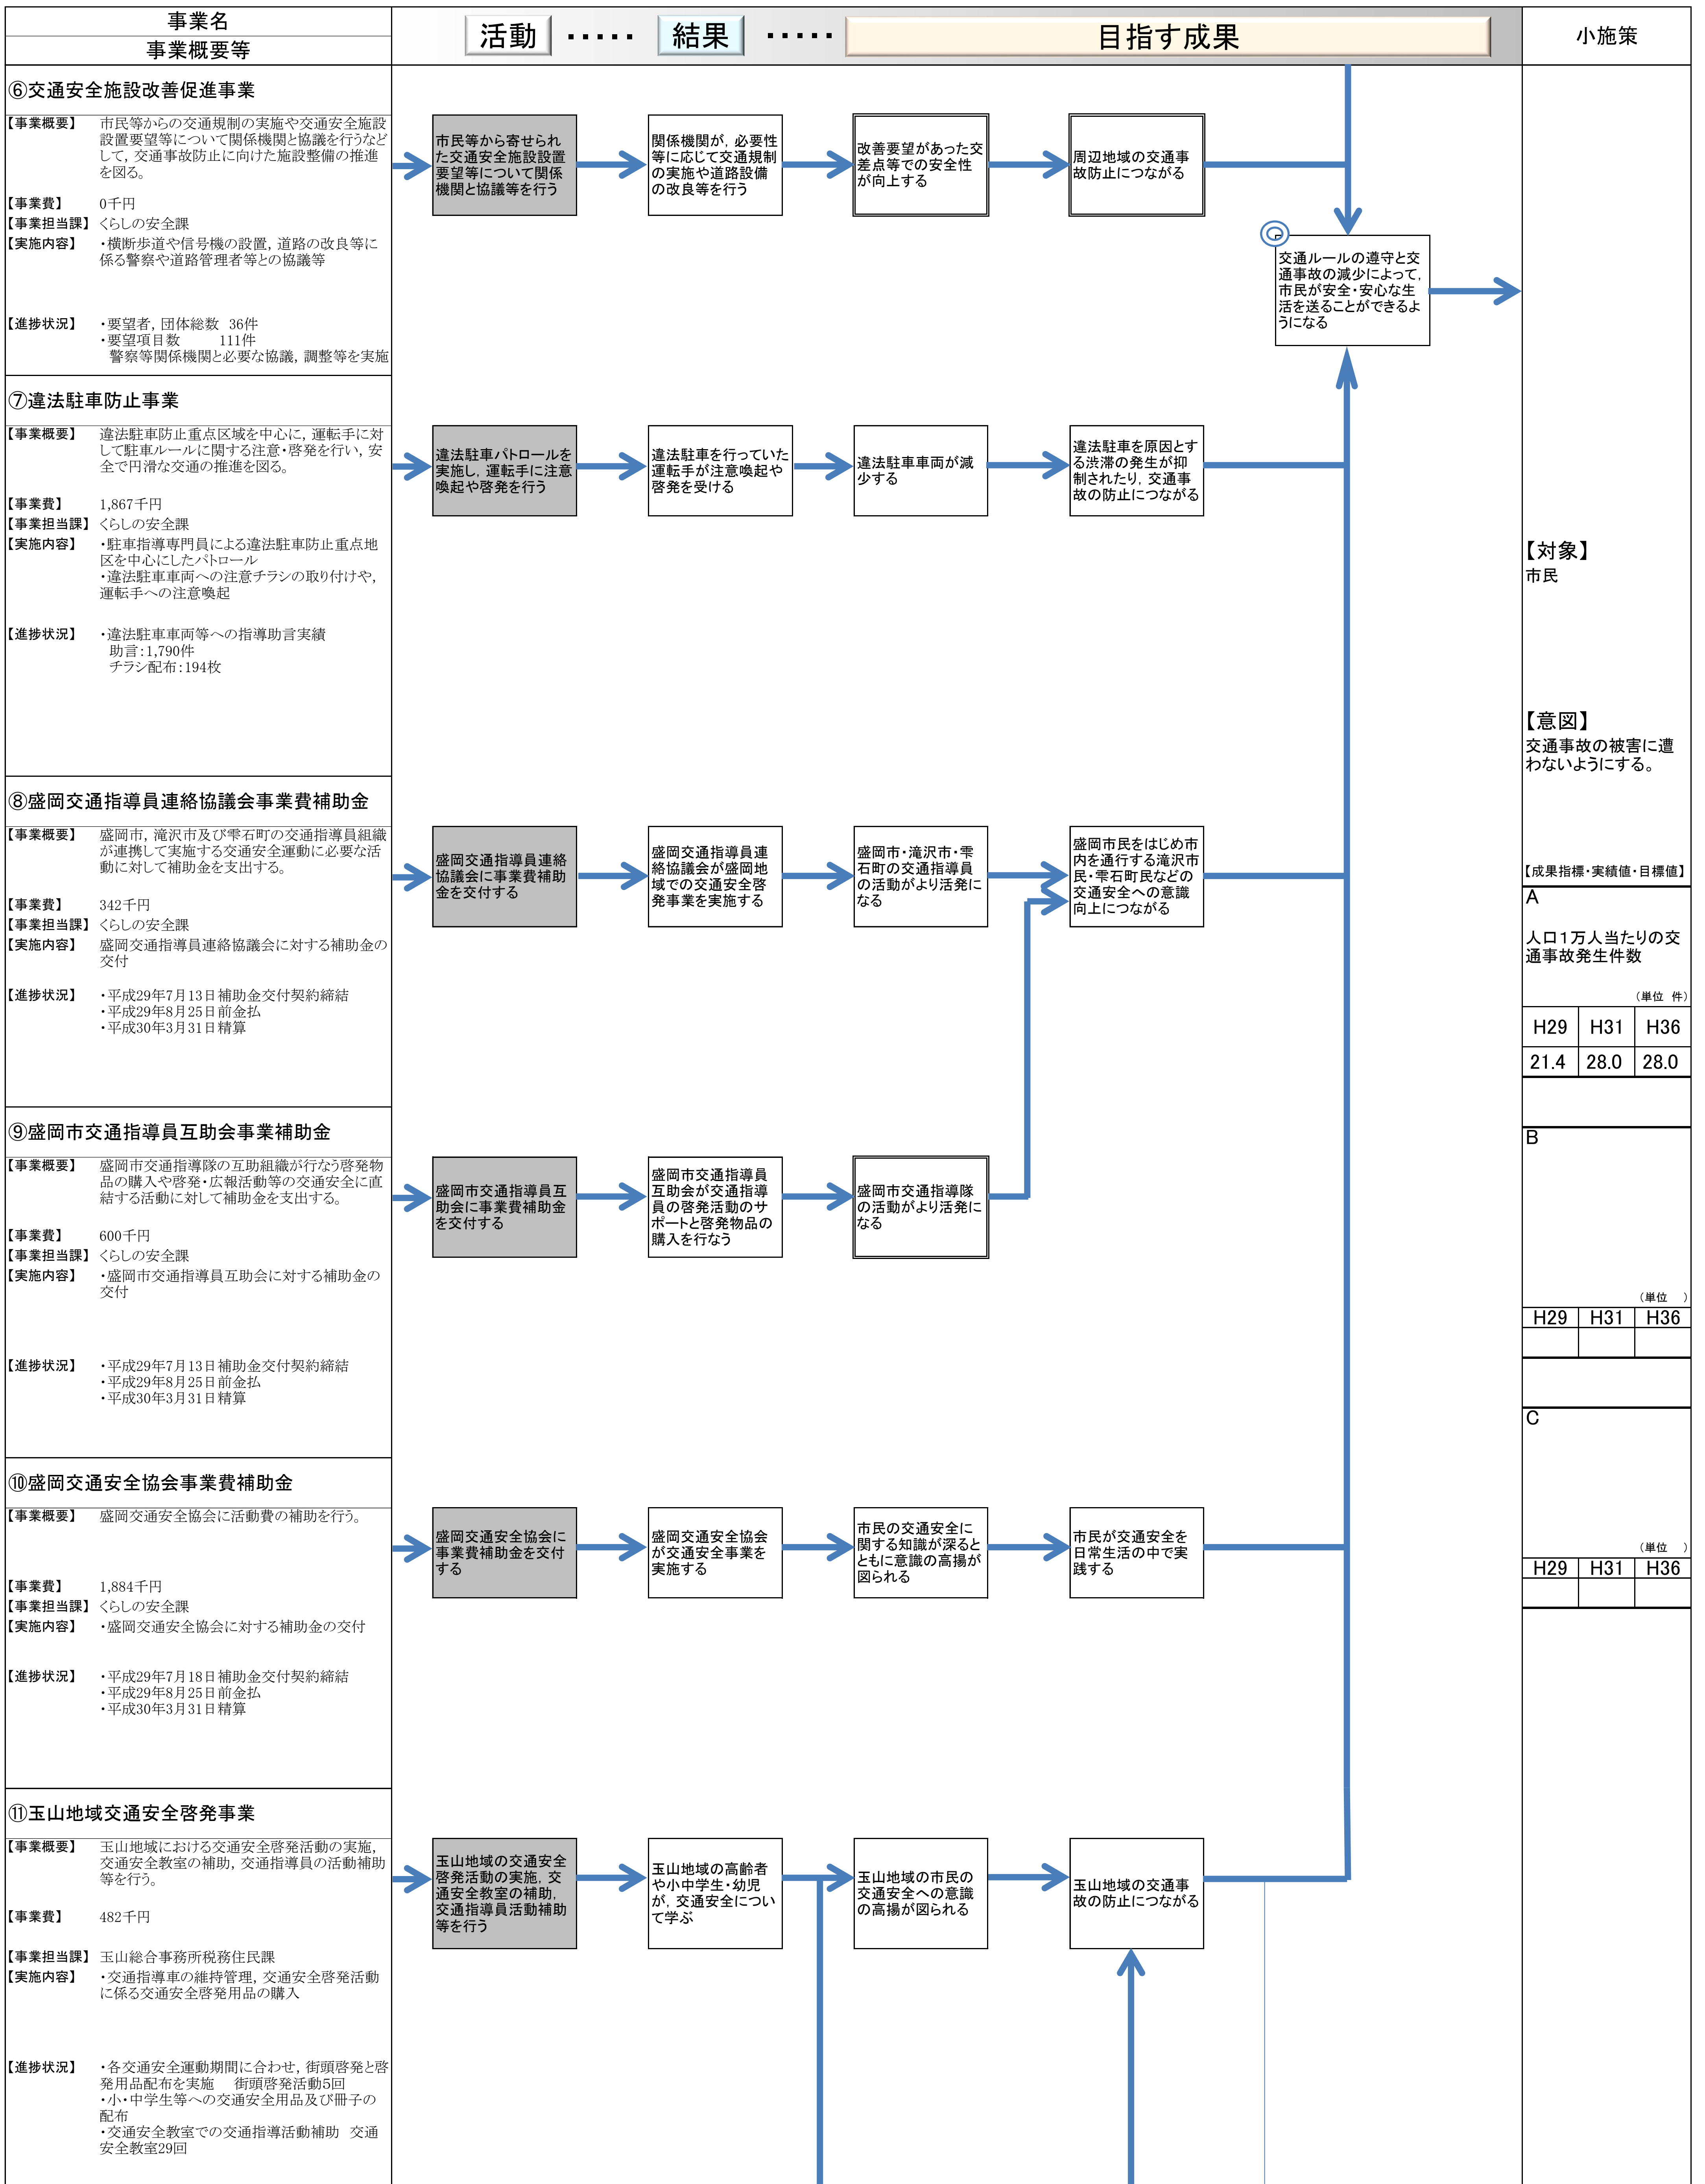 事業名
事業概要等
活動 ‥‥‥ 結果 ‥‥‥ 目指す成果
小施策
⑥交通安全施設改善促進事業
【事業概要】 市民等からの交通規制の実施や交通安全施設
設置要望等について関係機関と協議を行うなど
して，交通事故防止に向けた施設整備の推進
を図る。
【事業費】 0千円
【事業担当課】 くらしの安全課
【実施内容】 ・横断歩道や信号機の設置，道路の改良等に
係る警察や道路管理者等との協議等
【進捗状況】 ・要望者，団体総数 36件
・要望項目数 111件
警察等関係機関と必要な協議，調整等を実施
市民等から寄せられ
た交通安全施設設置
要望等について関係
機関と協議等を行う
関係機関が，必要性
等に応じて交通規制
の実施や道路設備
の改良等を行う
改善要望があった交
差点等での安全性
が向上する
周辺地域の交通事
故防止につながる
◎
交通ルールの遵守と交
通事故の減少によって，
市民が安全・安心な生
活を送ることができるよ
うになる
⑦違法駐車防止事業
【事業概要】 違法駐車防止重点区域を中心に，運転手に対
して駐車ルールに関する注意・啓発を行い，安
全で円滑な交通の推進を図る。
【事業費】 1,867千円
【事業担当課】 くらしの安全課
【実施内容】 ・駐車指導専門員による違法駐車防止重点地
区を中心にしたパトロール
・違法駐車車両への注意チラシの取り付けや，
運転手への注意喚起
【進捗状況】 ・違法駐車車両等への指導助言実績
助言：1,790件
チラシ配布：194枚
違法駐車パトロールを
実施し，運転手に注意
喚起や啓発を行う
違法駐車を行っていた
運転手が注意喚起や
啓発を受ける
違法駐車車両が減
少する
違法駐車を原因とす
る渋滞の発生が抑
制されたり，交通事
故の防止につながる
⑧盛岡交通指導員連絡協議会事業費補助金
【事業概要】 盛岡市，滝沢市及び雫石町の交通指導員組織
が連携して実施する交通安全運動に必要な活
動に対して補助金を支出する。
【事業費】 342千円
【事業担当課】 くらしの安全課
【実施内容】 盛岡交通指導員連絡協議会に対する補助金の
交付
【進捗状況】 ・平成29年7月13日補助金交付契約締結
・平成29年8月25日前金払
・平成30年3月31日精算
盛岡交通指導員連絡
協議会に事業費補助
金を交付する
盛岡交通指導員連
絡協議会が盛岡地
域での交通安全啓
発事業を実施する
盛岡市・滝沢市・雫
石町の交通指導員
の活動がより活発に
なる
盛岡市民をはじめ市
内を通行する滝沢市
民・雫石町民などの
交通安全への意識
向上につながる
⑨盛岡市交通指導員互助会事業補助金
【事業概要】 盛岡市交通指導隊の互助組織が行なう啓発物
品の購入や啓発・広報活動等の交通安全に直
結する活動に対して補助金を支出する。
【事業費】 600千円
【事業担当課】 くらしの安全課
【実施内容】 ・盛岡市交通指導員互助会に対する補助金の
交付
【進捗状況】 ・平成29年7月13日補助金交付契約締結
・平成29年8月25日前金払
・平成30年3月31日精算
盛岡市交通指導員互
助会に事業費補助金
を交付する
盛岡市交通指導員
互助会が交通指導
員の啓発活動のサ
ポートと啓発物品の
購入を行なう
盛岡市交通指導隊
の活動がより活発に
なる
⑩盛岡交通安全協会事業費補助金
【事業概要】 盛岡交通安全協会に活動費の補助を行う。
【事業費】 1,884千円
【事業担当課】 くらしの安全課
【実施内容】 ・盛岡交通安全協会に対する補助金の交付
【進捗状況】 ・平成29年7月18日補助金交付契約締結
・平成29年8月25日前金払
・平成30年3月31日精算
盛岡交通安全協会に
事業費補助金を交付
する
盛岡交通安全協会
が交通安全事業を
実施する
市民の交通安全に
関する知識が深ると
ともに意識の高揚が
図られる
市民が交通安全を
日常生活の中で実
践する
⑪玉山地域交通安全啓発事業
【事業概要】 玉山地域における交通安全啓発活動の実施，
交通安全教室の補助，交通指導員の活動補助
等を行う。
【事業費】 482千円
【事業担当課】 玉山総合事務所税務住民課
【実施内容】 ・交通指導車の維持管理，交通安全啓発活動
に係る交通安全啓発用品の購入
【進捗状況】 ・各交通安全運動期間に合わせ，街頭啓発と啓
発用品配布を実施 街頭啓発活動5回
・小・中学生等への交通安全用品及び冊子の
配布
・交通安全教室での交通指導活動補助 交通
安全教室29回
玉山地域の交通安全
啓発活動の実施，交
通安全教室の補助，
交通指導員活動補助
等を行う
玉山地域の高齢者
や小中学生・幼児
が，交通安全につい
て学ぶ
玉山地域の市民の
交通安全への意識
の高揚が図られる
玉山地域の交通事
故の防止につながる
【対象】
市民
【意図】
交通事故の被害に遭
わないようにする。
【成果指標・実績値・目標値】
A
人口１万人当たりの交
通事故発生件数
（単位 件）
H29 H31 H36
21.4 28.0 28.0
B
（単位 ）
H29 H31 H36
C
（単位 ）
H29 H31 H36